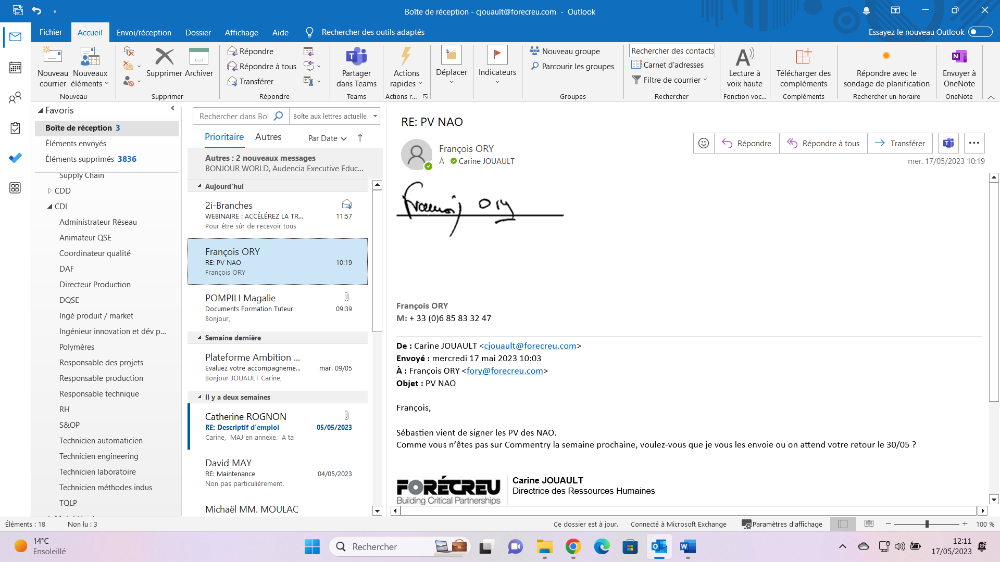 Boîte de réception - cjouault@forecreu.com - Outlook
Fichier
Accueil
Envoi/réception
Dossier
Affichage
Aide
Rechercher des outils adaptés
Essayez le nouveau Outlook
Nouveau courrier
Nouveaux éléments
Nouveau
Supprimer
Archiver
Supprimer
Répondre
Répondre à tous
Transférer
Répondre
Partager dans Teams
Teams
Actions rapides
Actions r...
Déplacer
Indicateurs
Nouveau groupe
Parcourir les groupes
Groupes
Rechercher des contacts
Carnet d'adresses
Filtre de courrier
Rechercher
Lecture à voix haute
Fonction voc...
Télécharger des compléments
Compléments
Répondre avec le sondage de planification
Rechercher un horaire
Envoyer à OneNote
OneNote
Favoris
Boîte de réception 3
Éléments envoyés
Éléments supprimés 3836
Supply Chain
CDD
CDI
Administrateur Réseau
Animateur QSE
Coordinateur qualité
DAF
Directeur Production
DQSE
Ingé produit / market
Ingénieur innovation et dév p...
Polymères
Responsable des projets
Responsable production
Responsable technique
RH
S&OP
Technicien automaticien
Technicien engineering
Technicien laboratoire
Technicien méthodes indus
TQLP
Rechercher dans Boî
Boîte aux lettres actuelle
Prioritaire
Autres
Par Date
Autres : 2 nouveaux messages
BONJOUR WORLD, Audencia Executive Educ...
Aujourd'hui
2i-Branches
WEBINAIRE : ACCÉLÉREZ LA TR... 11:57
Pour être sûr de recevoir tous
François ORY
RE: PV NAO 10:19
François ORY
POMPILI Magalie
Documents Formation Tuteur 09:39
Bonjour,
Semaine dernière
Plateforme Ambition ...
Evaluez votre accompagneme... mar. 09/05
Bonjour JOUAULT Carine,
Il y a deux semaines
Catherine ROGNON
RE: Descriptif d'emploi 05/05/2023
Carine, MAJ en annexe. A ta
David MAY
RE: Maintenance 04/05/2023
Non pas particulièrement.
Michaël MM. MOULAC
RE: PV NAO
François ORY
À Carine JOUAULT
Répondre
Répondre à tous
Transférer
mer. 17/05/2023 10:19
François Ory
François ORY
M: + 33 (0)6 85 83 32 47
De : Carine JOUAULT <cjouault@forecreu.com>
Envoyé : mercredi 17 mai 2023 10:03
À : François ORY <fory@forecreu.com>
Objet : PV NAO
François,
Sébastien vient de signer les PV des NAO.
Comme vous n'êtes pas sur Commentry la semaine prochaine, voulez-vous que je vous les envoie ou on attend votre retour le 30/05 ?
FORÉCREU
Building Critical Partnerships
Carine JOUAULT
Directrice des Ressources Humaines
Éléments : 18
Non lu : 3
Ce dossier est à jour.
Connecté à Microsoft Exchange
Paramètres d'affichage
100 %
14°C
Ensoleillé
Rechercher
12:11
17/05/2023